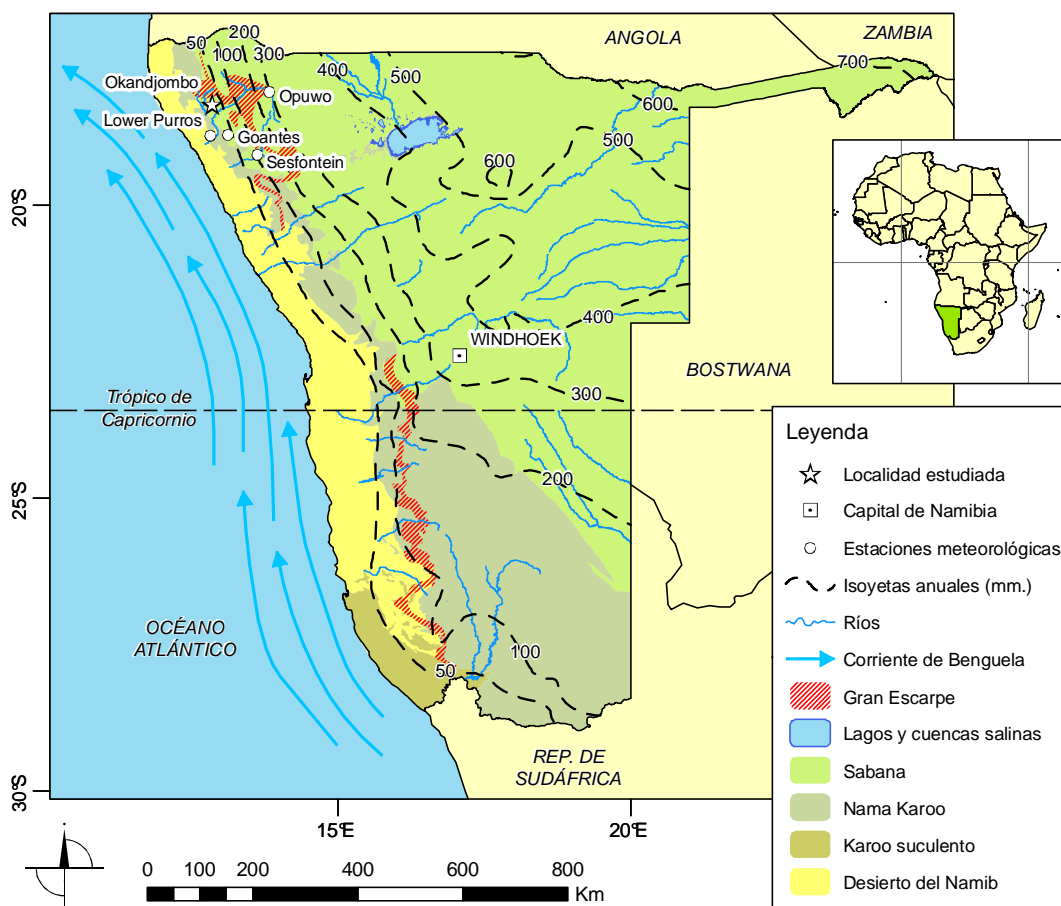 ANGOLA
ZAMBIA
50
100
200
300
400
500
600
700
500
600
Okandjombo
Opuwo
Lower Purros
Goantes
Sesfontein
20°S
400
WINDHOEK
BOSTWANA
300
Trópico de
Capricornio
200
25°S
OCÉANO
ATLÁNTICO
100
50
REP. DE
SUDÁFRICA
30°S
15°E
20°E
0
100
200
400
600
800
Km
Leyenda
Localidad estudiada
Capital de Namibia
Estaciones meteorológicas
Isoyetas anuales (mm.)
Ríos
Corriente de Benguela
Gran Escarpe
Lagos y cuencas salinas
Sabana
Nama Karoo
Karoo suculento
Desierto del Namib